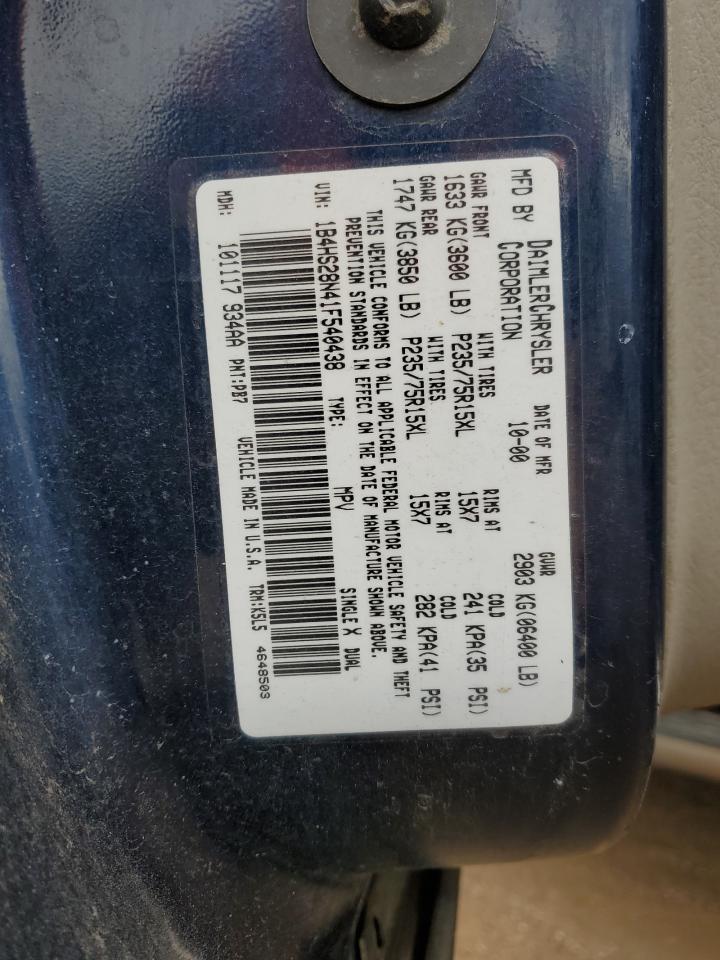 MFD BY DAIMLERCHRYSLER CORPORATION DATE OF MFR 10-00 GVWR 2903 KG(06400 LB)
GAWR FRONT WITH TIRES RIMS AT COLD
1633 KG(3600 LB) P235/75R15XL 15X7 241 KPA(35 PSI)
GAWR REAR WITH TIRES RIMS AT COLD
1747 KG(3850 LB) P235/75R15XL 15X7 282 KPA(41 PSI)
THIS VEHICLE CONFORMS TO ALL APPLICABLE FEDERAL MOTOR VEHICLE SAFETY AND THEFT
PREVENTION STANDARDS IN EFFECT ON THE DATE OF MANUFACTURE SHOWN ABOVE.
VIN: 1B4HS28N41F540438 TYPE: MPV SINGLE X DUAL
MDH: 101117 934AA PNT:PB7 VEHICLE MADE IN U.S.A. TRM:K5L5 4648503